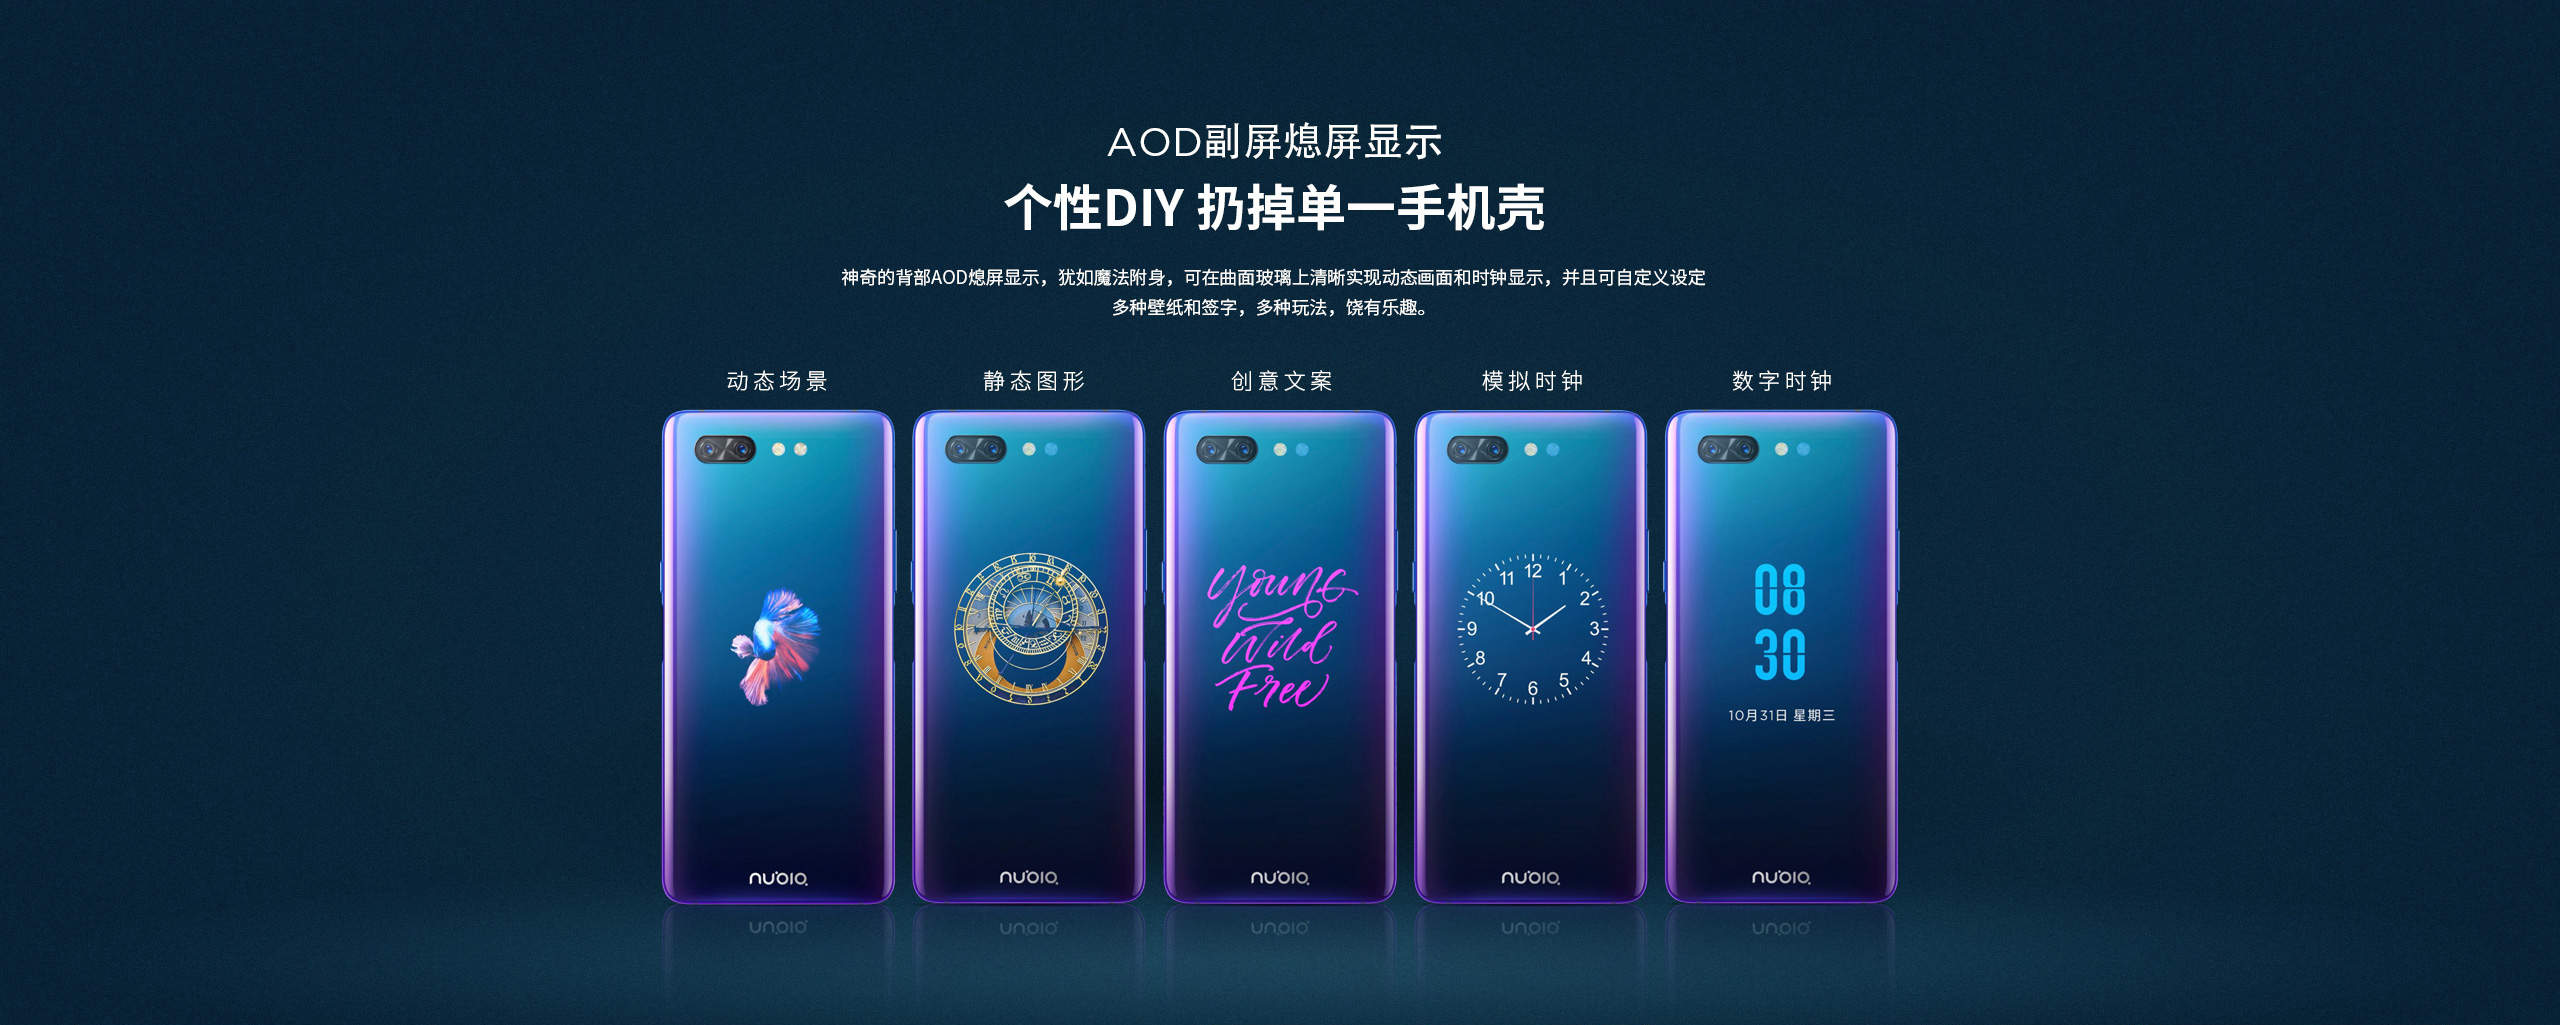 AOD副屏熄屏显示
个性DIY 扔掉单一手机壳
神奇的背部AOD熄屏显示，犹如魔法附身，可在曲面玻璃上清晰实现动态画面和时钟显示，并且可自定义设定
多种壁纸和签字，多种玩法，饶有乐趣。
动态场景
静态图形
创意文案
模拟时钟
数字时钟
Young
Wild
Free
12
1
2
3
4
5
6
7
8
9
10
11
08
30
10月31日 星期三
nubia
nubia
nubia
nubia
nubia